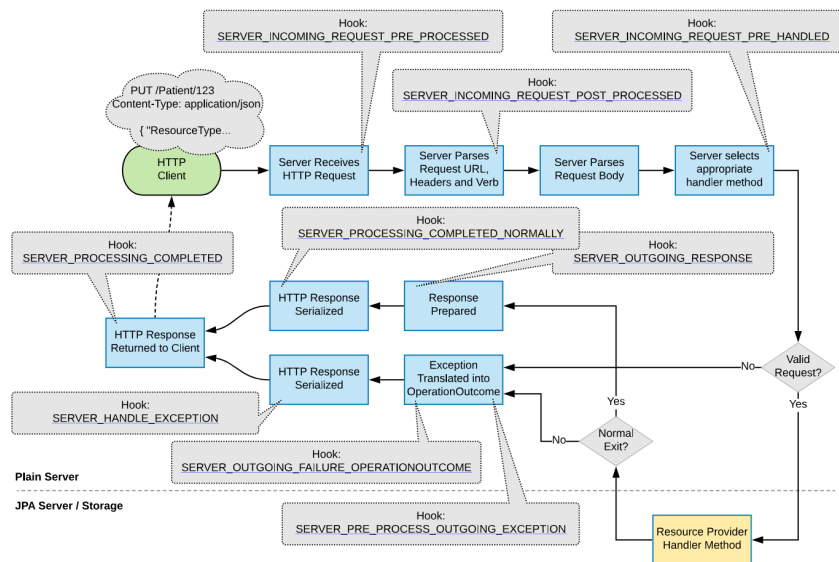 Hook:
SERVER_INCOMING_REQUEST_PRE_PROCESSED
Hook:
SERVER_INCOMING_REQUEST_PRE_HANDLED
Hook:
SERVER_INCOMING_REQUEST_POST_PROCESSED
PUT /Patient/123
Content-Type: application/json
{ "ResourceType...
HTTP
Client
Server Receives
HTTP Request
Server Parses
Request URL,
Headers and Verb
Server Parses
Request Body
Server selects
appropriate
handler method
Hook:
SERVER_PROCESSING_COMPLETED
Hook:
SERVER_PROCESSING_COMPLETED_NORMALLY
Hook:
SERVER_OUTGOING_RESPONSE
HTTP Response
Serialized
Response
Prepared
HTTP Response
Returned to Client
HTTP Response
Serialized
Exception
Translated into
OperationOutcome
No
Valid
Request?
Yes
Yes
Hook:
SERVER_HANDLE_EXCEPTION
No
Normal
Exit?
Hook:
SERVER_OUTGOING_FAILURE_OPERATIONOUTCOME
Plain Server
JPA Server / Storage
Hook:
SERVER_PRE_PROCESS_OUTGOING_EXCEPTION
Resource Provider
Handler Method